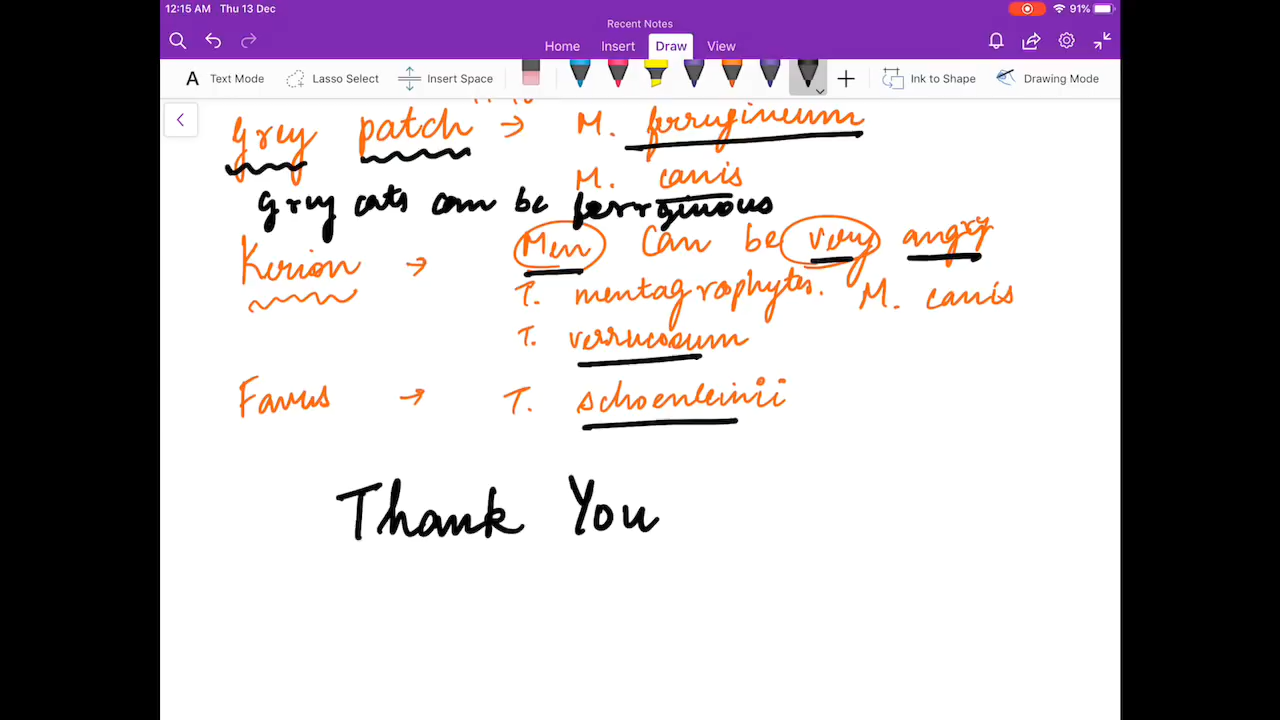 12:15 AM Thu 13 Dec 91%
Recent Notes
Home Insert Draw View
A Text Mode Lasso Select Insert Space Ink to Shape Drawing Mode
Grey patch → M. ferrugineum
M. canis
Grey cats can be ferrginous
Men can be very angry
Kerion →
T. mentagrophytes. M. canis
T. verrucosum
Favus → T. schoenleinii
Thank You